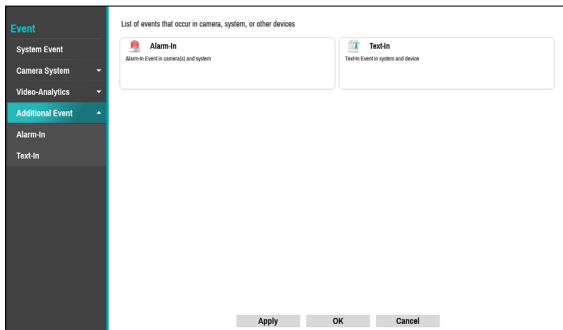 Event
System Event
Camera System
Video-Analytics
Additional Event
Alarm-In
Text-In
List of events that occur in camera, system, or other devices
Alarm-In
Alarm-In Event in camera(s) and system
Text-In
Text-In Event in system and device
Apply
OK
Cancel